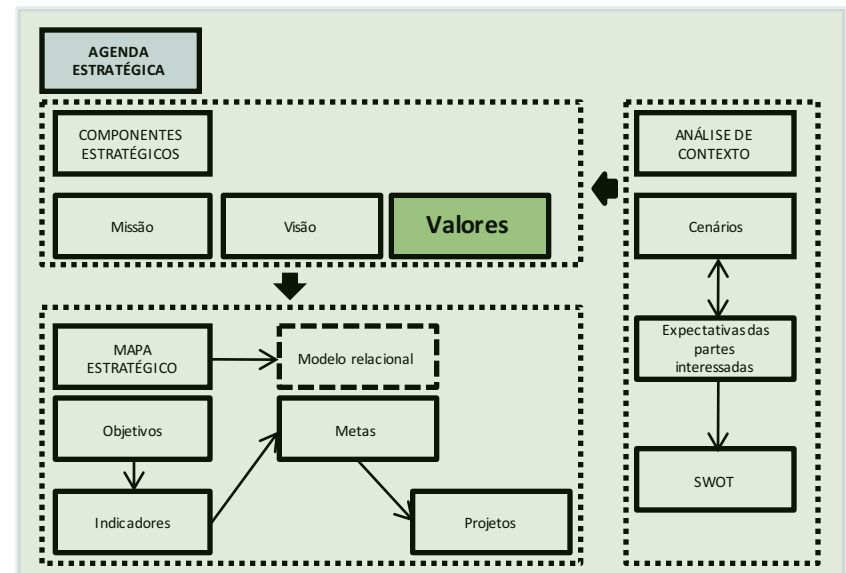 AGENDA
ESTRATÉGICA
COMPONENTES
ESTRATÉGICOS
Missão
Visão
Valores
ANÁLISE DE
CONTEXTO
Cenários
Expectativas das
partes
interessadas
SWOT
MAPA
ESTRATÉGICO
Modelo relacional
Objetivos
Metas
Indicadores
Projetos